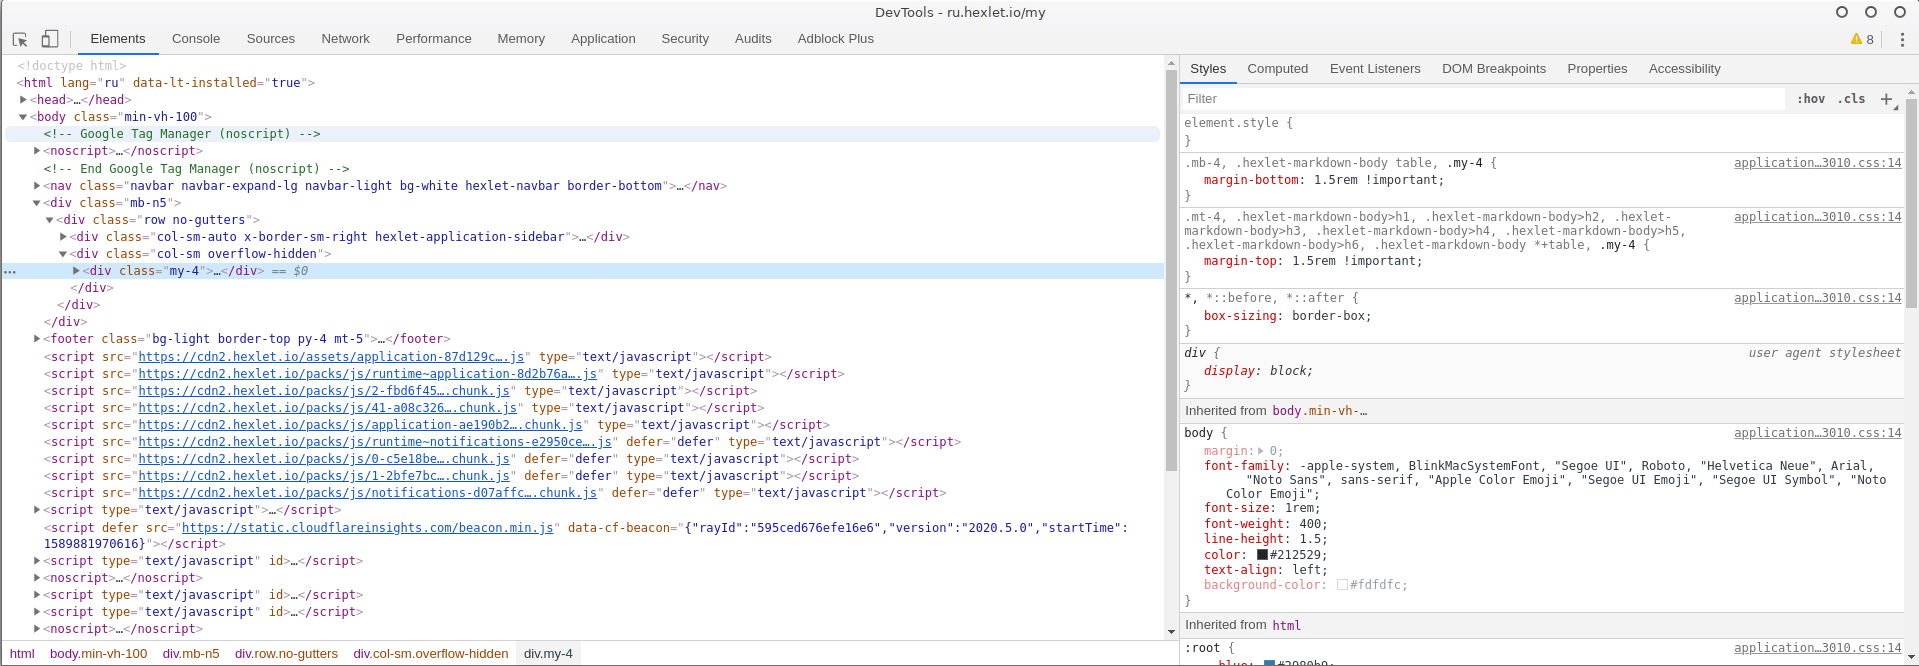 DevTools - ru.hexlet.io/my
Elements Console Sources Network Performance Memory Application Security Audits Adblock Plus 8
<!doctype html>
<html lang="ru" data-lt-installed="true">
<head>…</head>
<body class="min-vh-100">
<!-- Google Tag Manager (noscript) -->
<noscript>…</noscript>
<!-- End Google Tag Manager (noscript) -->
<nav class="navbar navbar-expand-lg navbar-light bg-white hexlet-navbar border-bottom">…</nav>
<div class="mb-n5">
<div class="row no-gutters">
<div class="col-sm-auto x-border-sm-right hexlet-application-sidebar">…</div>
<div class="col-sm overflow-hidden">
<div class="my-4">…</div> == $0
</div>
</div>
</div>
<footer class="bg-light border-top py-4 mt-5">…</footer>
<script src="https://cdn2.hexlet.io/assets/application-87d129c….js" type="text/javascript"></script>
<script src="https://cdn2.hexlet.io/packs/js/runtime~application-8d2b76a….js" type="text/javascript"></script>
<script src="https://cdn2.hexlet.io/packs/js/2-fbd6f45….chunk.js" type="text/javascript"></script>
<script src="https://cdn2.hexlet.io/packs/js/41-a08c326….chunk.js" type="text/javascript"></script>
<script src="https://cdn2.hexlet.io/packs/js/application-ae190b2….chunk.js" type="text/javascript"></script>
<script src="https://cdn2.hexlet.io/packs/js/runtime~notifications-e2950ce….js" defer="defer" type="text/javascript"></script>
<script src="https://cdn2.hexlet.io/packs/js/0-c5e18be….chunk.js" defer="defer" type="text/javascript"></script>
<script src="https://cdn2.hexlet.io/packs/js/1-2bfe7bc….chunk.js" defer="defer" type="text/javascript"></script>
<script src="https://cdn2.hexlet.io/packs/js/notifications-d07affc….chunk.js" defer="defer" type="text/javascript"></script>
<script type="text/javascript">…</script>
<script defer src="https://static.cloudflareinsights.com/beacon.min.js" data-cf-beacon="{"rayId":"595ced676efe16e6","version":"2020.5.0","startTime":
1589881970616}"></script>
<script type="text/javascript" id>…</script>
<noscript>…</noscript>
<script type="text/javascript" id>…</script>
<script type="text/javascript" id>…</script>
<noscript>…</noscript>
html body.min-vh-100 div.mb-n5 div.row.no-gutters div.col-sm.overflow-hidden div.my-4
Styles Computed Event Listeners DOM Breakpoints Properties Accessibility
Filter :hov .cls +
element.style {
}
.mb-4, .hexlet-markdown-body table, .my-4 { application…3010.css:14
margin-bottom: 1.5rem !important;
}
.mt-4, .hexlet-markdown-body>h1, .hexlet-markdown-body>h2, .hexlet- application…3010.css:14
markdown-body>h3, .hexlet-markdown-body>h4, .hexlet-markdown-body>h5,
.hexlet-markdown-body>h6, .hexlet-markdown-body *+table, .my-4 {
margin-top: 1.5rem !important;
}
*, *::before, *::after { application…3010.css:14
box-sizing: border-box;
}
div { user agent stylesheet
display: block;
}
Inherited from body.min-vh-…
body { application…3010.css:14
margin: 0;
font-family: -apple-system, BlinkMacSystemFont, "Segoe UI", Roboto, "Helvetica Neue", Arial,
"Noto Sans", sans-serif, "Apple Color Emoji", "Segoe UI Emoji", "Segoe UI Symbol", "Noto
Color Emoji";
font-size: 1rem;
font-weight: 400;
line-height: 1.5;
color: #212529;
text-align: left;
background-color: #fdfdfc;
}
Inherited from html
:root { application…3010.css:14
--blue: #2980b9;